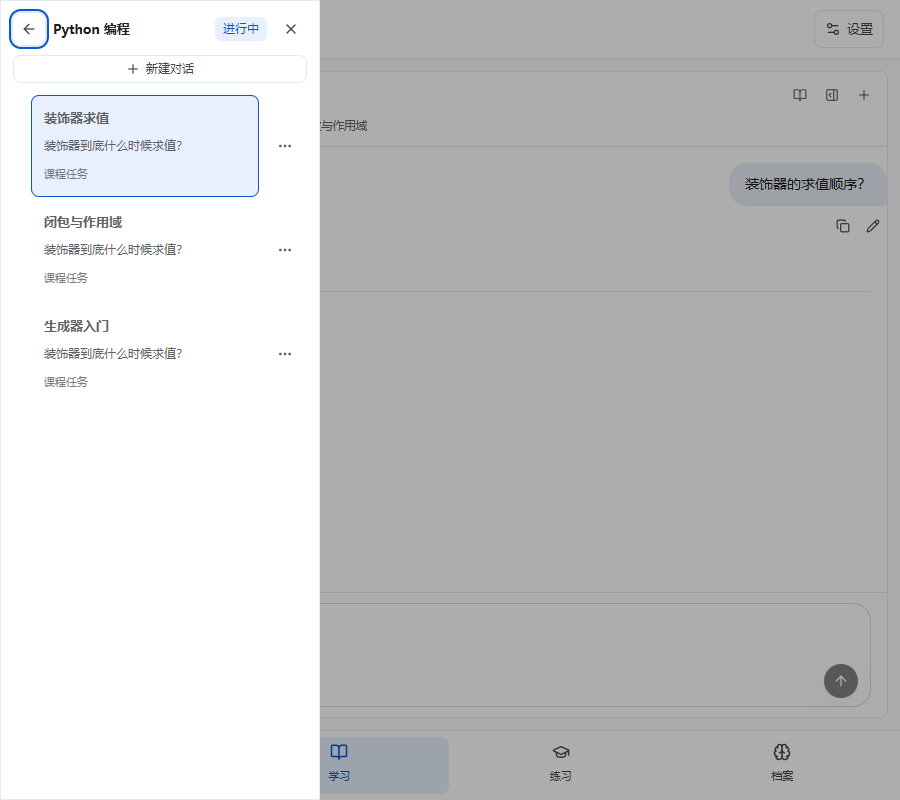 Python 编程
进行中
新建对话
装饰器求值
装饰器到底什么时候求值？
课程任务
闭包与作用域
装饰器到底什么时候求值？
课程任务
生成器入门
装饰器到底什么时候求值？
课程任务
设置
与作用域
装饰器的求值顺序？
学习
练习
档案